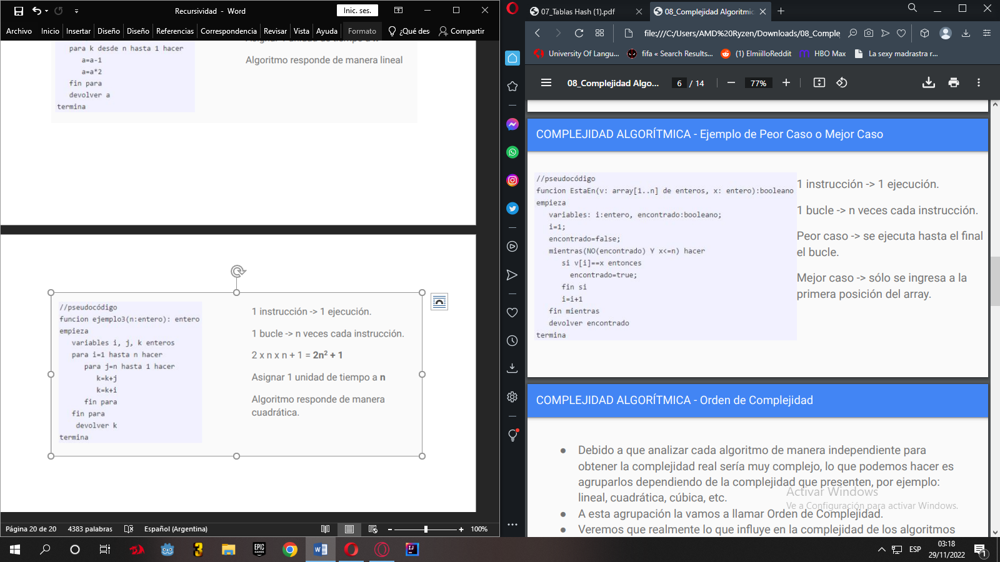 Recursividad - Word
Inic. ses.
Archivo Inicio Insertar Diseño Diseño Referencias Correspondencia Revisar Vista Ayuda Formato ¿Qué des Compartir
para k desde n hasta 1 hacer
a=a-1
a=a*2
fin para
devolver a
termina
Asignar 1 unidad de tiempo a n
Algoritmo responde de manera lineal
//pseudocódigo
funcion ejemplo3(n:entero): entero
empieza
variables i, j, k enteros
para i=1 hasta n hacer
para j=n hasta 1 hacer
k=k+j
k=k+i
fin para
fin para
devolver k
termina
1 instrucción -> 1 ejecución.
1 bucle -> n veces cada instrucción.
2 x n x n + 1 = 2n² + 1
Asignar 1 unidad de tiempo a n
Algoritmo responde de manera
cuadrática.
Página 20 de 20 4383 palabras Español (Argentina) 100%
07_Tablas Hash (1).pdf
08_Complejidad Algoritmic
file:///C:/Users/AMD%20Ryzen/Downloads/08_Comple
University Of Langu... fifa « Search Results... (1) ElmiilloReddit HBO Max La sexy madrastra r...
08_Complejidad Algo... 6 / 14 77%
COMPLEJIDAD ALGORÍTMICA - Ejemplo de Peor Caso o Mejor Caso
//pseudocódigo
funcion EstaEn(v: array[1..n] de enteros, x: entero):booleano
empieza
variables: i:entero, encontrado:booleano;
i=1;
encontrado=false;
mientras(NO(encontrado) Y x<=n) hacer
si v[i]==x entonces
encontrado=true;
fin si
i=i+1
fin mientras
devolver encontrado
termina
1 instrucción -> 1 ejecución.
1 bucle -> n veces cada instrucción.
Peor caso -> se ejecuta hasta el final
el bucle.
Mejor caso -> sólo se ingresa a la
primera posición del array.
COMPLEJIDAD ALGORÍTMICA - Orden de Complejidad
● Debido a que analizar cada algoritmo de manera independiente para
obtener la complejidad real sería muy complejo, lo que podemos hacer es
agruparlos dependiendo de la complejidad que presenten, por ejemplo:
lineal, cuadrática, cúbica, etc.
● A esta agrupación la vamos a llamar Orden de Complejidad.
● Veremos que realmente lo que influye en la complejidad de los algoritmos
Activar Windows
Ve a Configuración para activar Windows.
3
EPIC
GAMES
W
IJ
ESP
03:18
29/11/2022
1